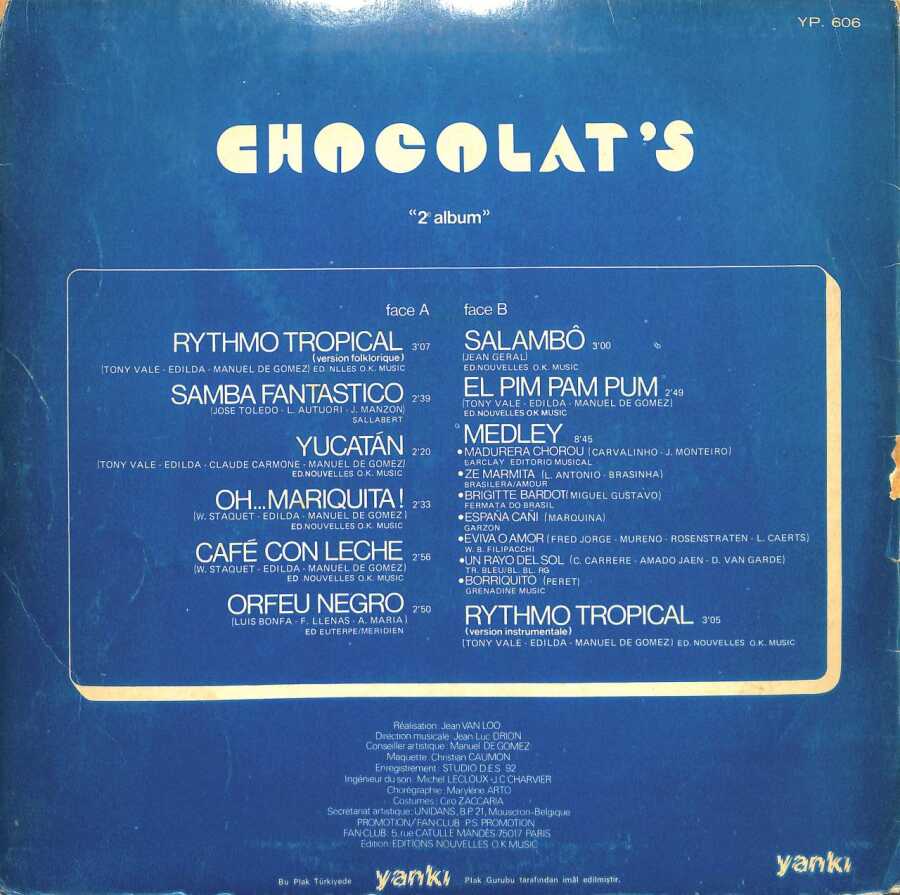 YP. 606
CHOCOLAT'S
"2e album"
face A
RYTHMO TROPICAL 3'07
(version folklorique)
(TONY VALE - EDILDA - MANUEL DE GOMEZ) ED. NLLES O.K. MUSIC
SAMBA FANTASTICO 2'39
(JOSE TOLEDO - L. AUTUORI - J. MANZON)
SALLABERT
YUCATÁN 2'20
(TONY VALE - EDILDA - CLAUDE CARMONE - MANUEL DE GOMEZ)
ED. NOUVELLES O.K. MUSIC
OH...MARIQUITA! 2'33
(W. STAQUET - EDILDA - MANUEL DE GOMEZ)
ED. NOUVELLES O.K. MUSIC
CAFÉ CON LECHE 2'56
(W. STAQUET - EDILDA - MANUEL DE GOMEZ)
ED. NOUVELLES O.K. MUSIC
ORFEU NEGRO 2'50
(LUIS BONFA - F. LLENAS - A. MARIA)
ED EUTERPE/MERIDIEN
face B
SALAMBÔ 3'00
(JEAN GERAL)
ED. NOUVELLES O.K. MUSIC
EL PIM PAM PUM 2'49
(TONY VALE - EDILDA - MANUEL DE GOMEZ)
ED. NOUVELLES O.K MUSIC
MEDLEY 8'45
•MADURERA CHOROU (CARVALINHO - J. MONTEIRO)
BARCLAY EDITORIO MUSICAL
•ZE MARMITA (L. ANTONIO - BRASINHA)
BRASILERA/AMOUR
•BRIGITTE BARDOT (MIGUEL GUSTAVO)
FERMATA DO BRASIL
•ESPAÑA CAÑI (MARQUINA)
GARZON
•EVIVA O AMOR (FRED JORGE - MURENO - ROSENSTRATEN - L. CAERTS)
W. B. FILIPACCHI
•UN RAYO DEL SOL (C. CARRERE - AMADO JAEN - D. VAN GARDE)
TR. BLEU/BL. BL. RG
•BORRIQUITO (PERET)
GRENADINE MUSIC
RYTHMO TROPICAL 3'05
(version instrumentale)
(TONY VALE - EDILDA - MANUEL DE GOMEZ) ED. NOUVELLES O.K. MUSIC
Réalisation: Jean VAN LOO
Direction musicale: Jean-Luc DRION
Conseiller artistique: Manuel DE GOMEZ
Maquette: Christian CAUMON
Enregistrement: STUDIO D.E.S. 92
Ingénieur du son: Michel LECLOUX - J.C CHARVIER
Chorégraphie: Marylène ARTO
Costumes: Ciro ZACCARIA
Secrétariat artistique: UNIDANS, B.P. 21, Mouscron-Belgique
PROMOTION/FAN-CLUB: P.S. PROMOTION
FAN-CLUB: 5, rue CATULLE MANDÈS 75017 PARIS
Edition: EDITIONS NOUVELLES O.K MUSIC
Bu Plak Türkiyede yankı Plak Gurubu tarafından imâl edilmiştir.
yankı